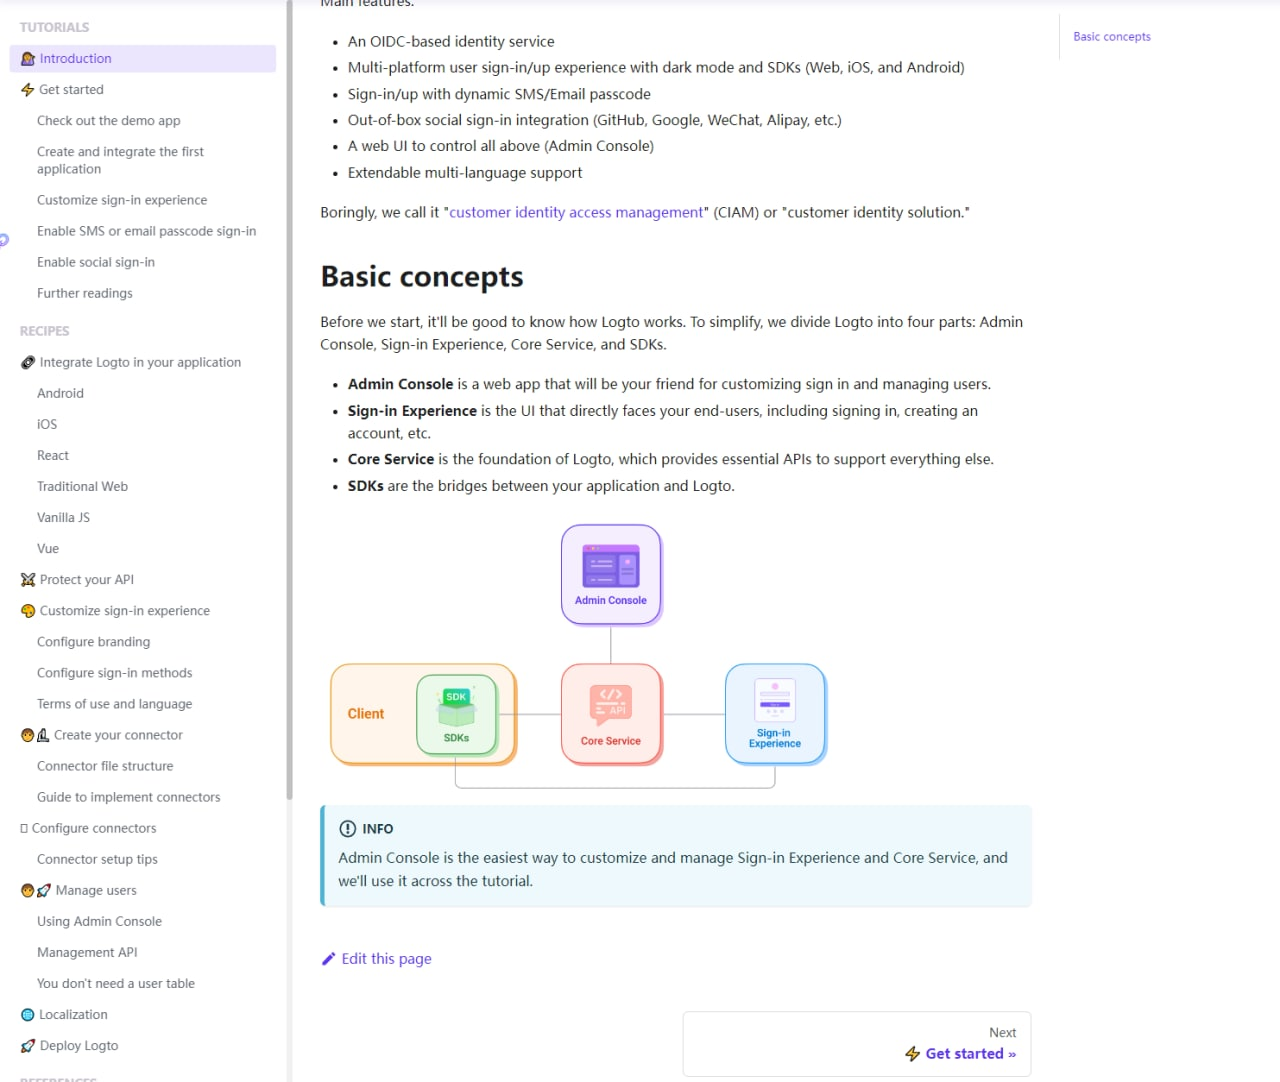 TUTORIALS
Introduction
Get started
Check out the demo app
Create and integrate the first
application
Customize sign-in experience
Enable SMS or email passcode sign-in
Enable social sign-in
Further readings
RECIPES
Integrate Logto in your application
Android
iOS
React
Traditional Web
Vanilla JS
Vue
Protect your API
Customize sign-in experience
Configure branding
Configure sign-in methods
Terms of use and language
Create your connector
Connector file structure
Guide to implement connectors
Configure connectors
Connector setup tips
Manage users
Using Admin Console
Management API
You don't need a user table
Localization
Deploy Logto
REFERENCES
Main features:
An OIDC-based identity service
Multi-platform user sign-in/up experience with dark mode and SDKs (Web, iOS, and Android)
Sign-in/up with dynamic SMS/Email passcode
Out-of-box social sign-in integration (GitHub, Google, WeChat, Alipay, etc.)
A web UI to control all above (Admin Console)
Extendable multi-language support
Boringly, we call it "customer identity access management" (CIAM) or "customer identity solution."
Basic concepts
Before we start, it'll be good to know how Logto works. To simplify, we divide Logto into four parts: Admin
Console, Sign-in Experience, Core Service, and SDKs.
Admin Console is a web app that will be your friend for customizing sign in and managing users.
Sign-in Experience is the UI that directly faces your end-users, including signing in, creating an
account, etc.
Core Service is the foundation of Logto, which provides essential APIs to support everything else.
SDKs are the bridges between your application and Logto.
Admin Console
Client
SDK
SDKs
</>
API
Core Service
Sign-in
Experience
INFO
Admin Console is the easiest way to customize and manage Sign-in Experience and Core Service, and
we'll use it across the tutorial.
Edit this page
Next
Get started »
Basic concepts